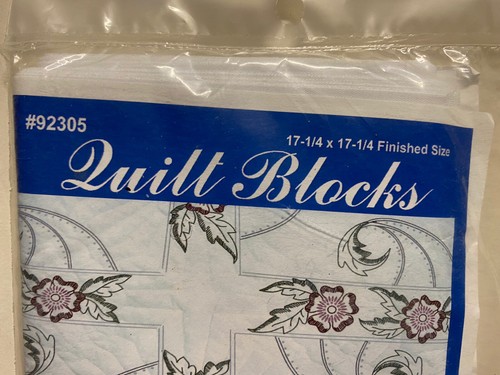 #92305
17-1/4 x 17-1/4 Finished Size
Quilt Blocks